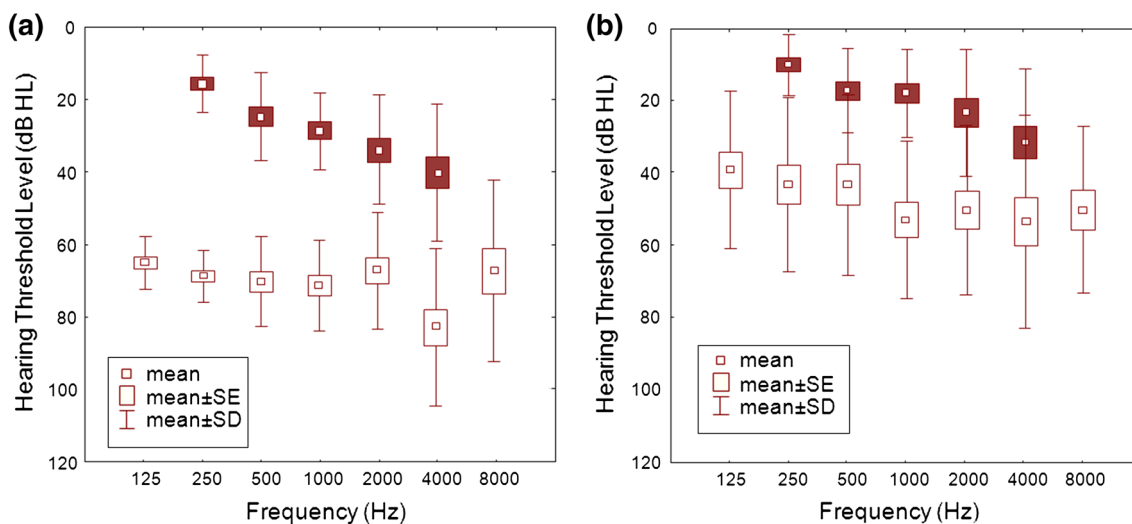 (a)
Hearing Threshold Level (dB HL)
0
20
40
60
80
100
120
mean
mean±SE
mean±SD
125 250 500 1000 2000 4000 8000
Frequency (Hz)
(b)
Hearing Threshold Level (dB HL)
0
20
40
60
80
100
120
mean
mean±SE
mean±SD
125 250 500 1000 2000 4000 8000
Frequency (Hz)